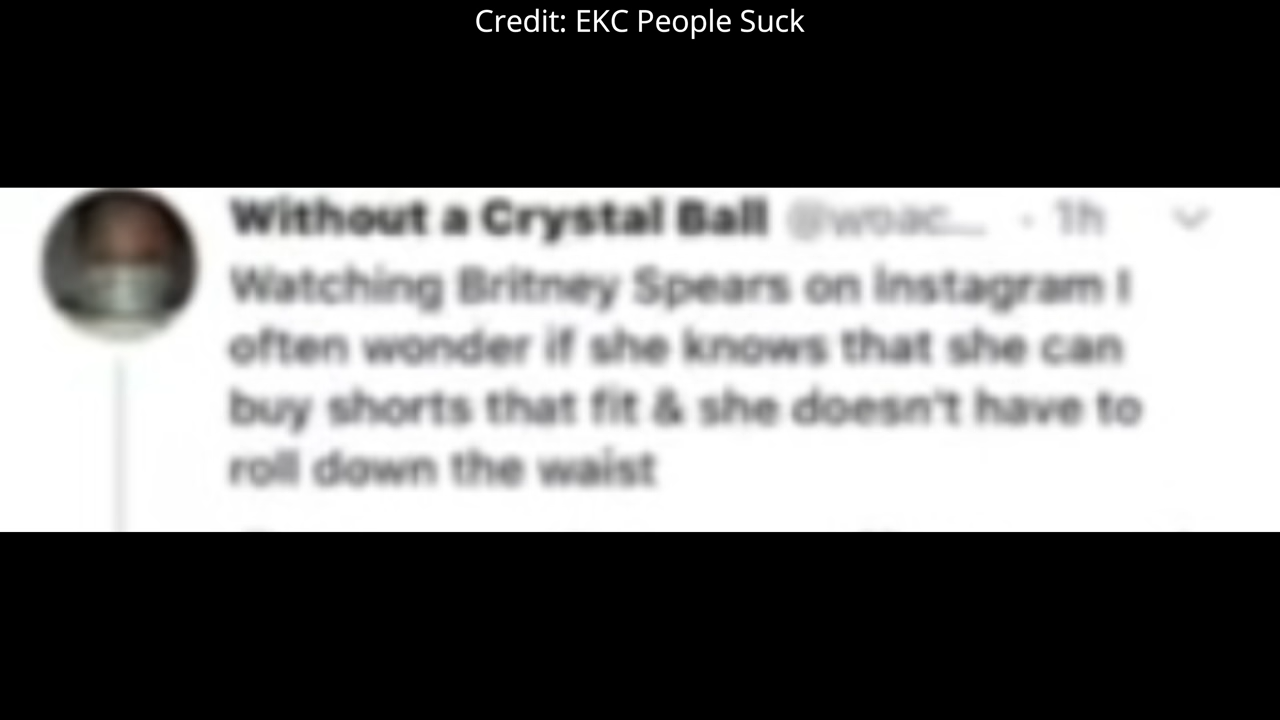 Credit: EKC People Suck
Without a Crystal Ball @woac... · 1h
Watching Britney Spears on Instagram I
often wonder if she knows that she can
buy shorts that fit & she doesn't have to
roll down the waist